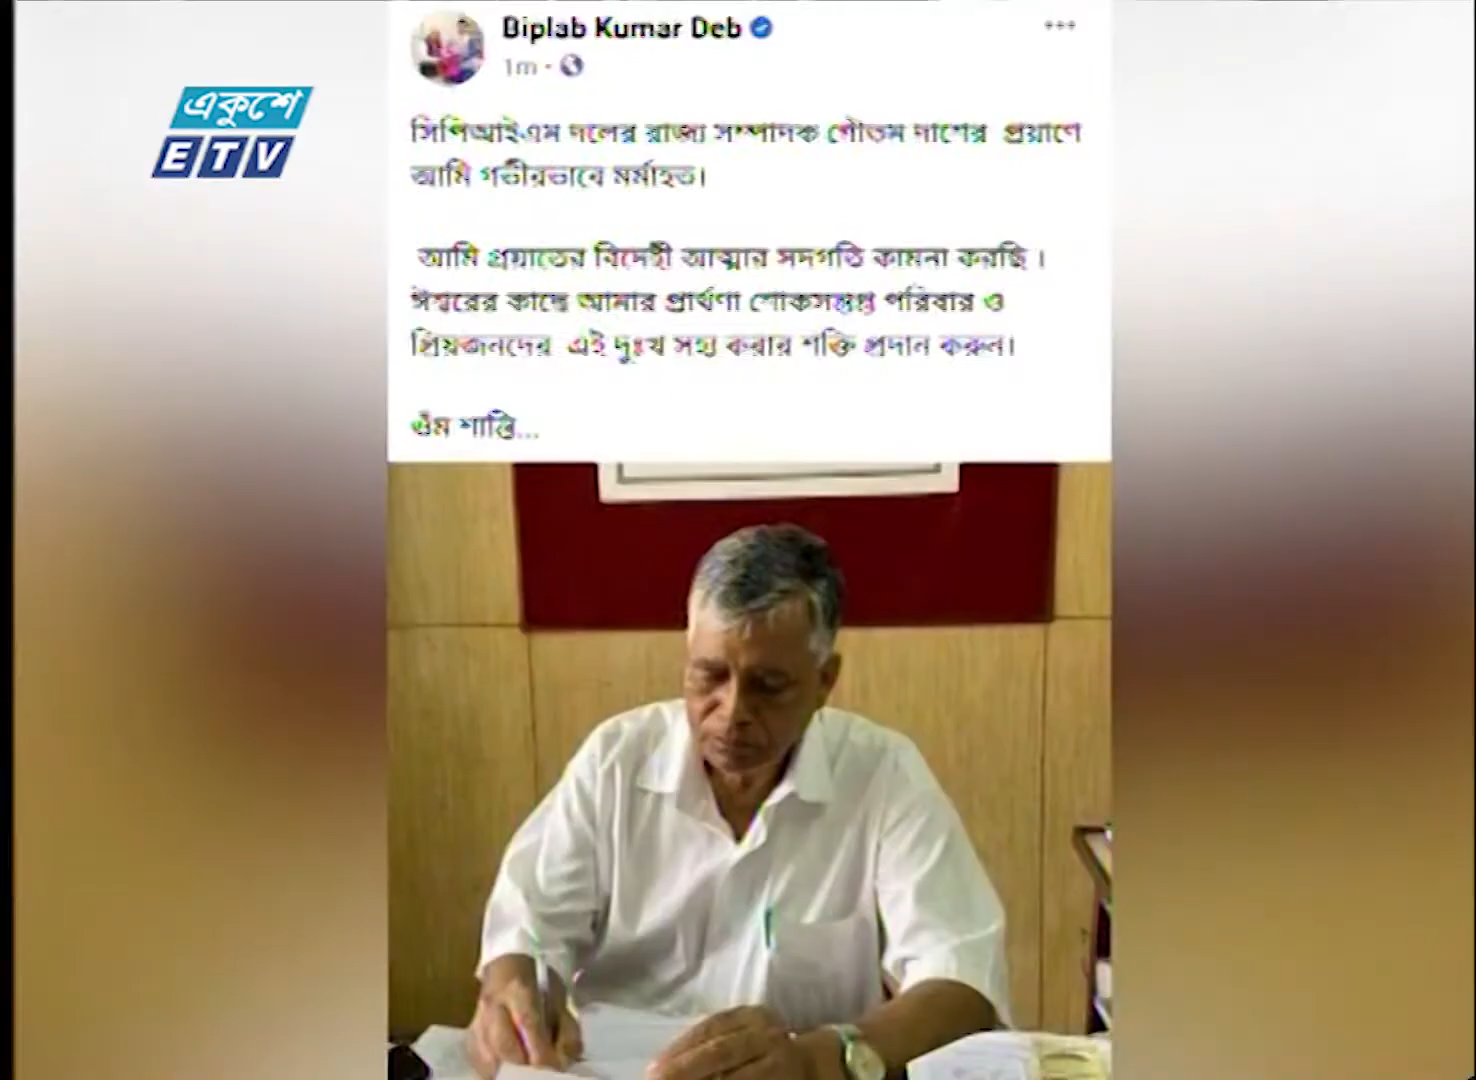 একুশে
ETV
Biplab Kumar Deb
1m
সিপিআইএম দলের রাজ্য সম্পাদক গৌতম দাশের প্রয়াণে
আমি গভীরভাবে মর্মাহত।
আমি প্রয়াতের বিদেহী আত্মার সদগতি কামনা করছি ।
ঈশ্বরের কাছে আমার প্রার্থণা শোকসন্তপ্ত পরিবার ও
প্রিয়জনদের এই দুঃখ সহ্য করার শক্তি প্রদান করুন।
ওঁম শান্তি...